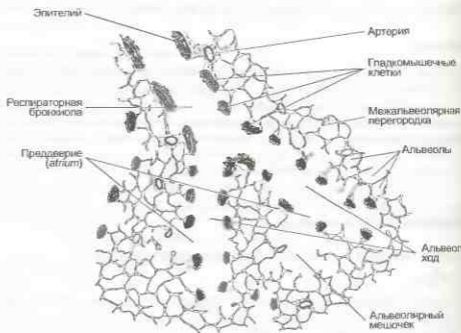 Эпителий
Артерия
Гладкомышечные
клетки
Респираторная
бронхиола
Межальвеолярная
перегородка
Альвеолы
Преддверие
(atrium)
Альвеол
ход
Альвеолярный
мешочек